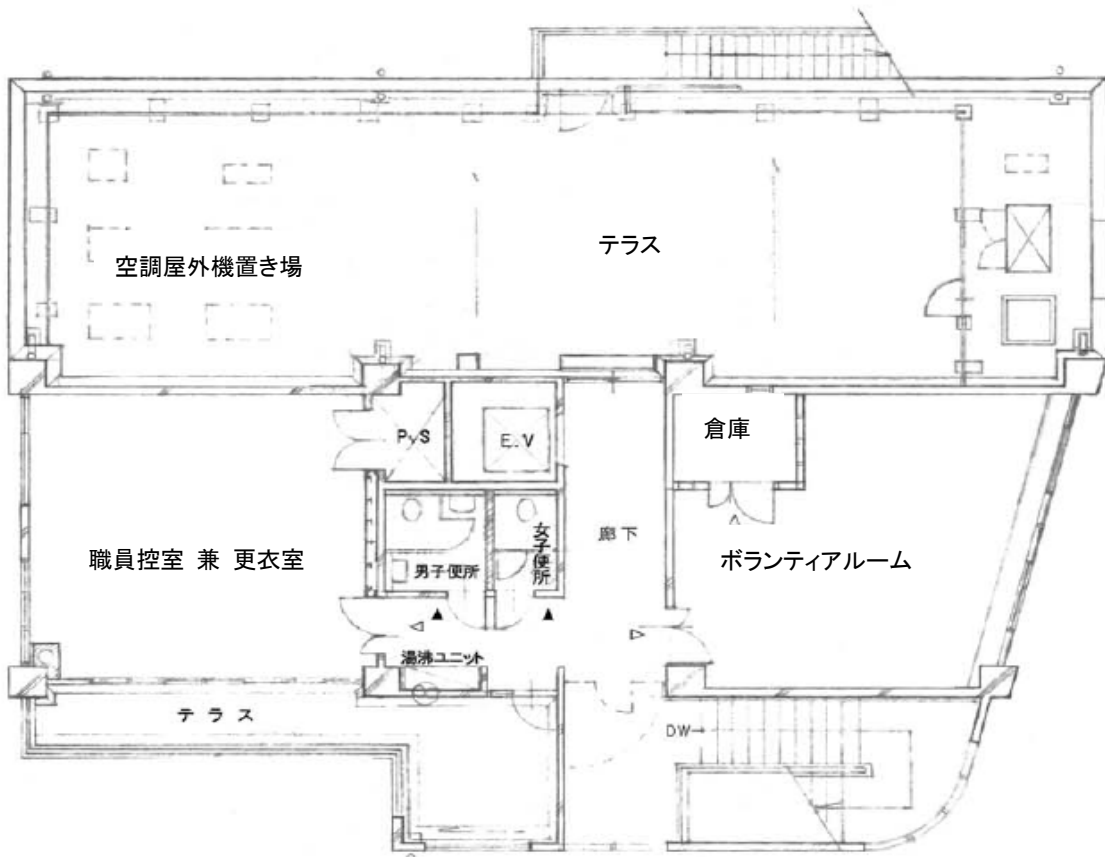 テラス
空調屋外機置き場
倉庫
P.S
E.V
女子便所
廊下
職員控室 兼 更衣室
男子便所
ボランティアルーム
湯沸ユニット
テラス
DW→